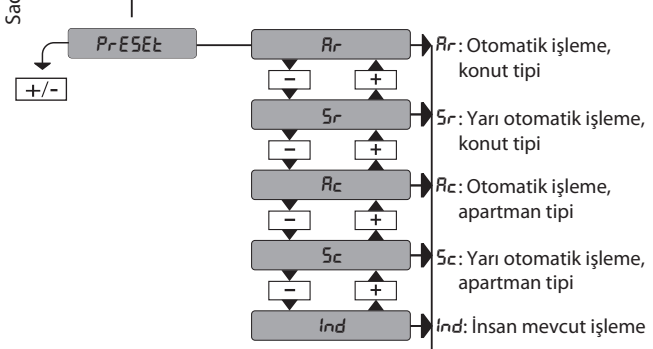 Sad
PrESEt
+/-
Ar
Ar: Otomatik işleme,
konut tipi
- +
Sr
Sr: Yarı otomatik işleme,
konut tipi
- +
Ac
Ac: Otomatik işleme,
apartman tipi
- +
Sc
Sc: Yarı otomatik işleme,
apartman tipi
- +
Ind
Ind: İnsan mevcut işleme